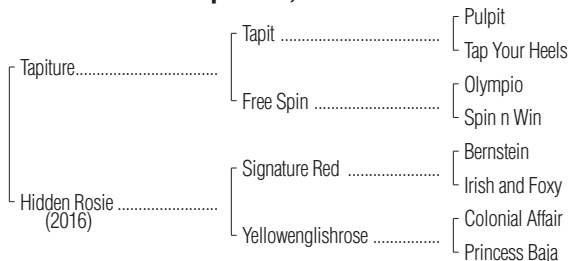 Tapiture
Tapit
Pulpit
Tap Your Heels
Free Spin
Olympio
Spin n Win
Hidden Rosie
(2016)
Signature Red
Bernstein
Irish and Foxy
Yellowenglishrose
Colonial Affair
Princess Baja